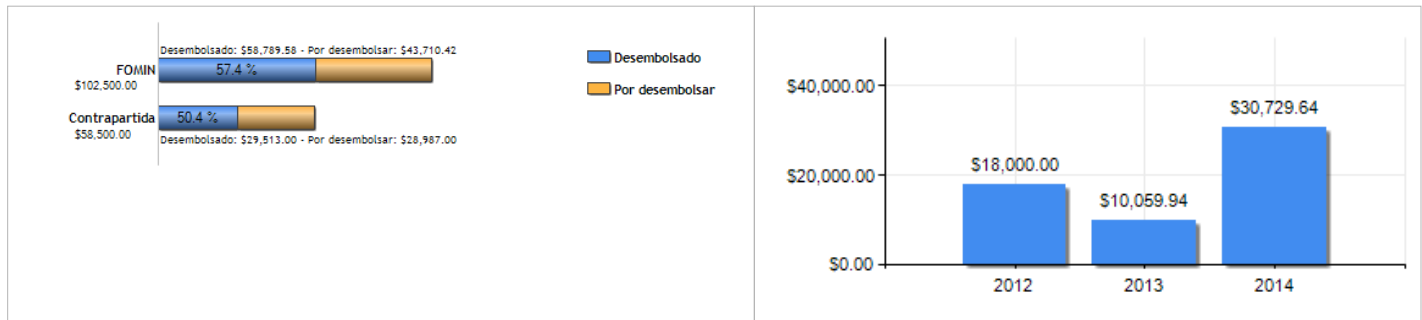 Desembolsado: $58,789.58 - Por desembolsar: $43,710.42
FOMIN
57.4 %
$102,500.00
Contrapartida
50.4 %
$58,500.00
Desembolsado: $29,513.00 - Por desembolsar: $28,987.00
Desembolsado
Por desembolsar
$40,000.00
$20,000.00
$0.00
$18,000.00
$10,059.94
$30,729.64
2012
2013
2014